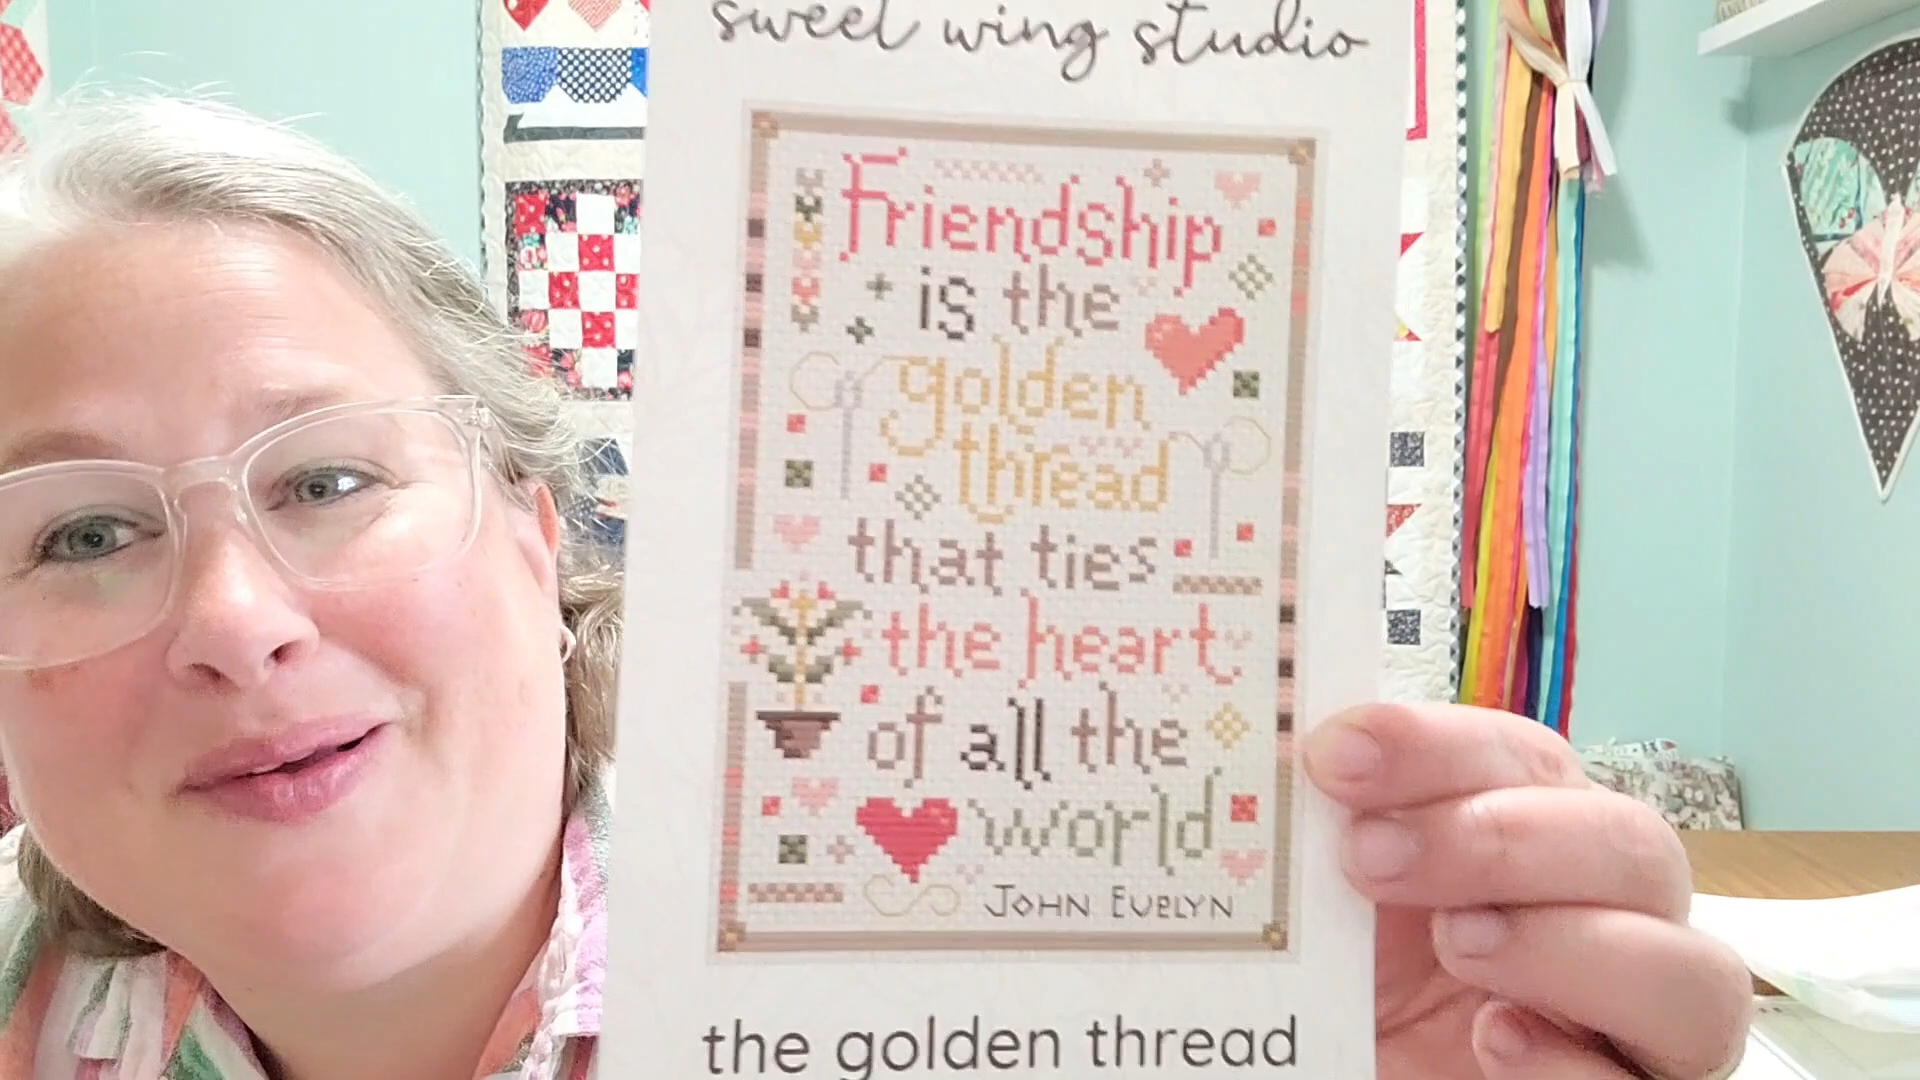 sweet wing studio
Friendship
is the
golden
thread
that ties
the heart
of all the
world
JOHN EVELYN
the golden thread